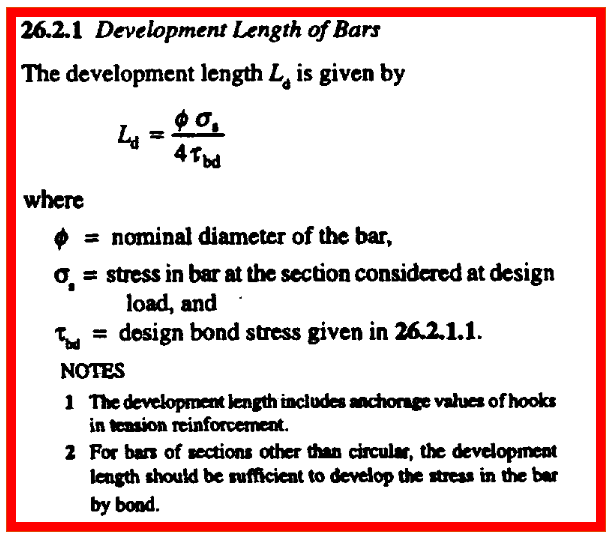 26.2.1 Development Length of Bars
The development length L_d is given by
L_d = φ σ_s / 4 τ_bd
where
φ = nominal diameter of the bar,
σ_s = stress in bar at the section considered at design
load, and
τ_bd = design bond stress given in 26.2.1.1.
NOTES
1 The development length includes anchorage values of hooks
in tension reinforcement.
2 For bars of sections other than circular, the development
length should be sufficient to develop the stress in the bar
by bond.